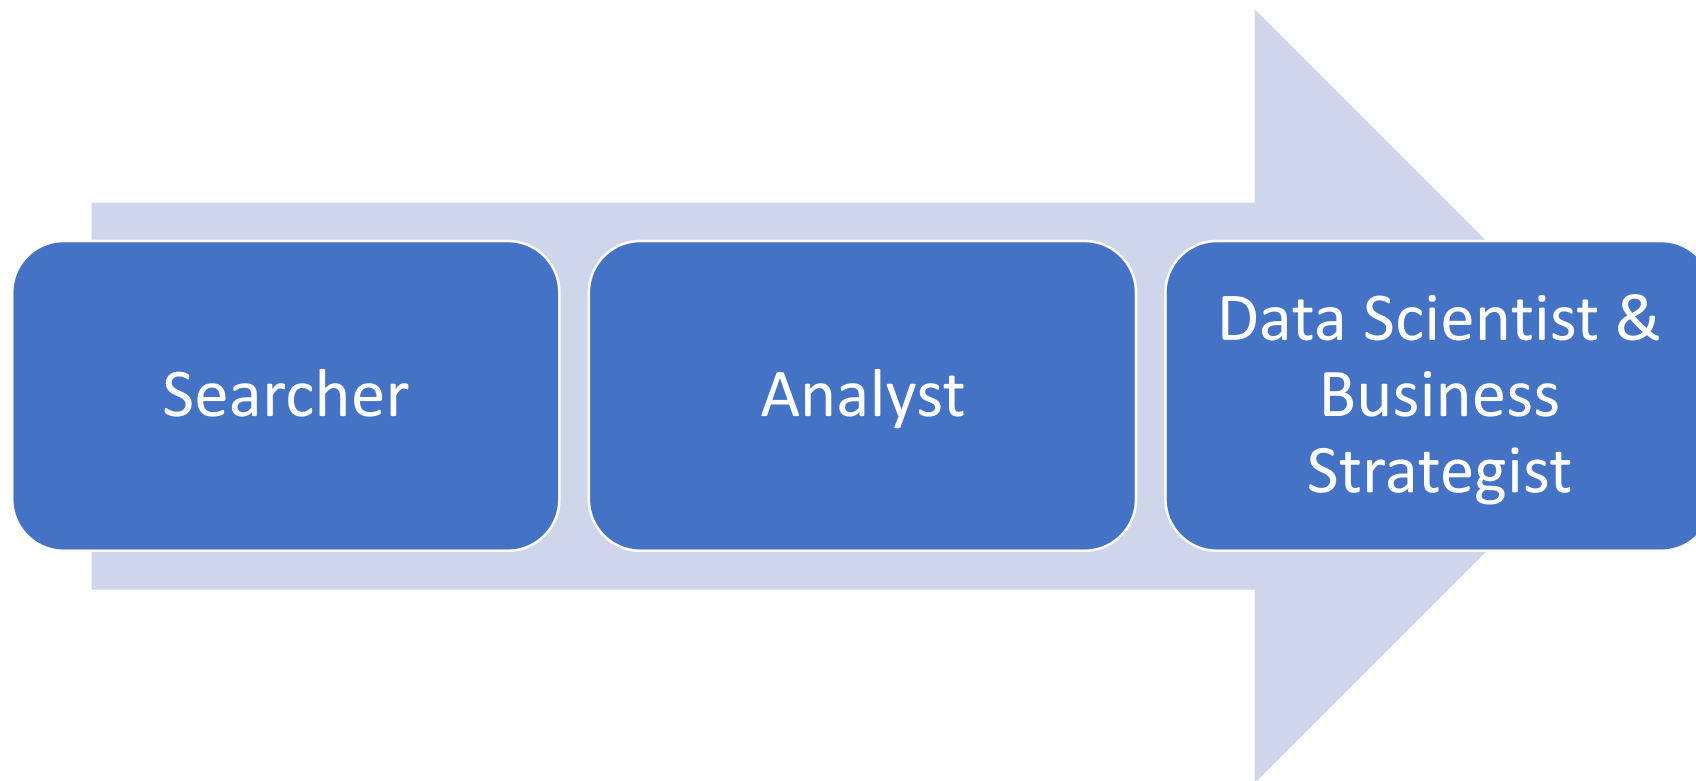 Searcher
Analyst
Data Scientist &
Business
Strategist